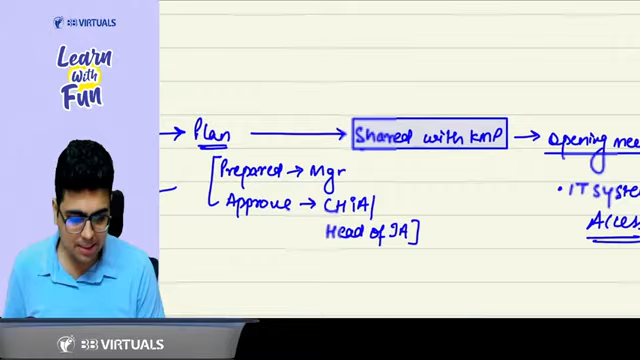 BB VIRTUALS
Learn
With
Fun
Plan
Shared with KMP
Opening mee
Prepared → Mgr
Approve → CHIA/
Head of IA]
• IT syste
Access
BB VIRTUALS